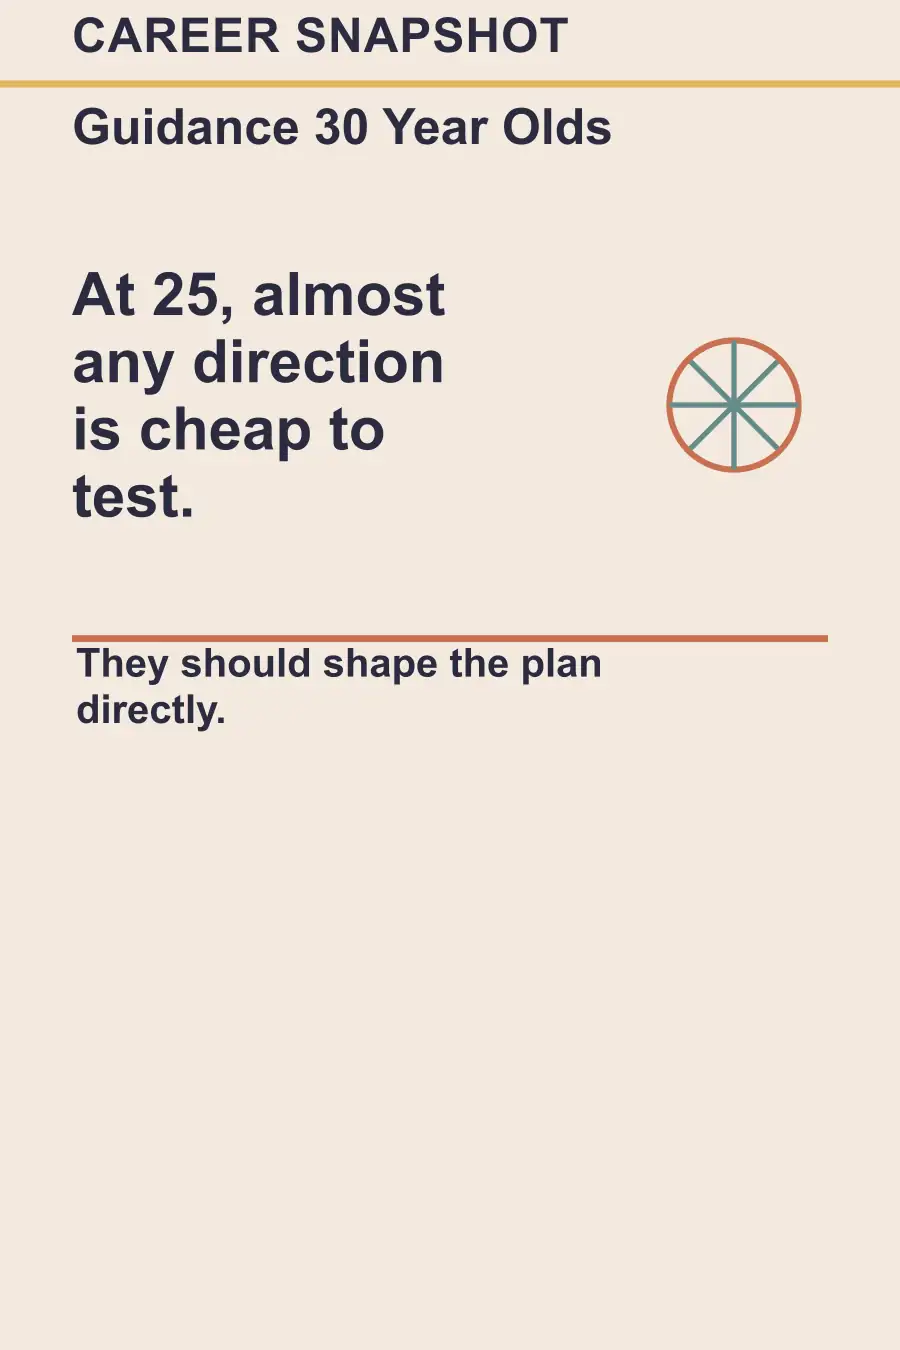 CAREER SNAPSHOT
Guidance 30 Year Olds
At 25, almost
any direction
is cheap to
test.
They should shape the plan
directly.